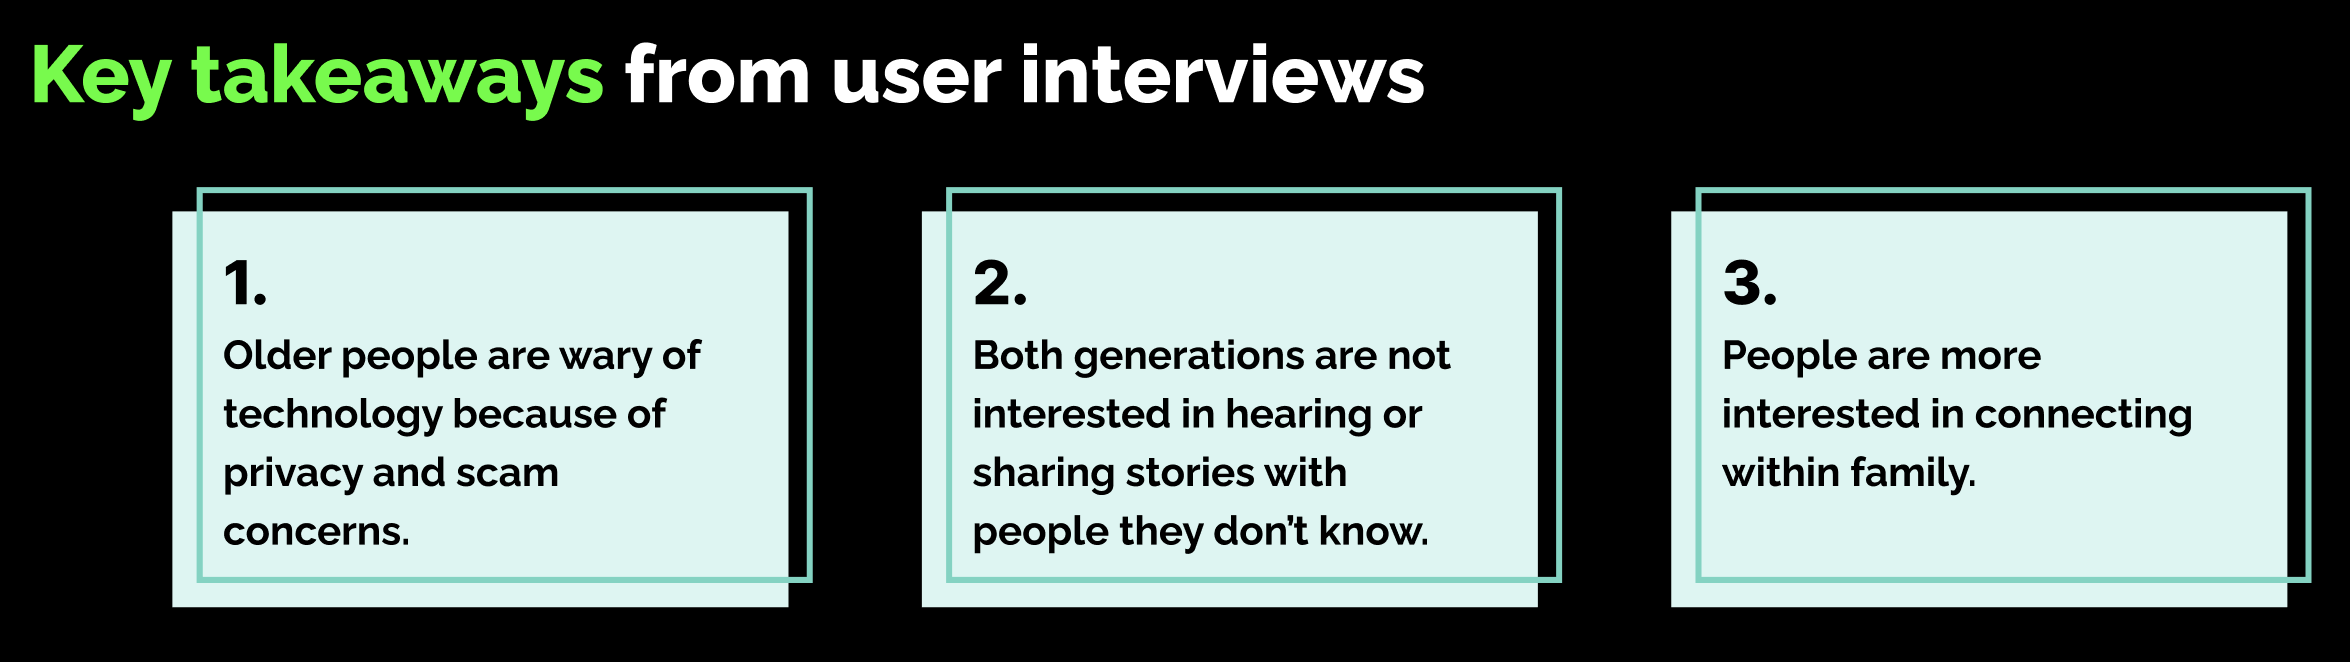 Key takeaways from user interviews
1.
Older people are wary of
technology because of
privacy and scam
concerns.
2.
Both generations are not
interested in hearing or
sharing stories with
people they don’t know.
3.
People are more
interested in connecting
within family.